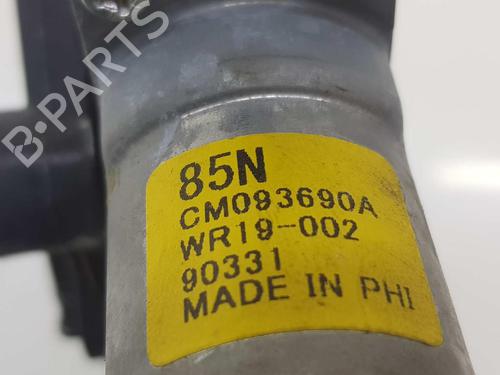 B-PARTS
85N
CM093690A
WR19-002
90331
MADE IN PHI